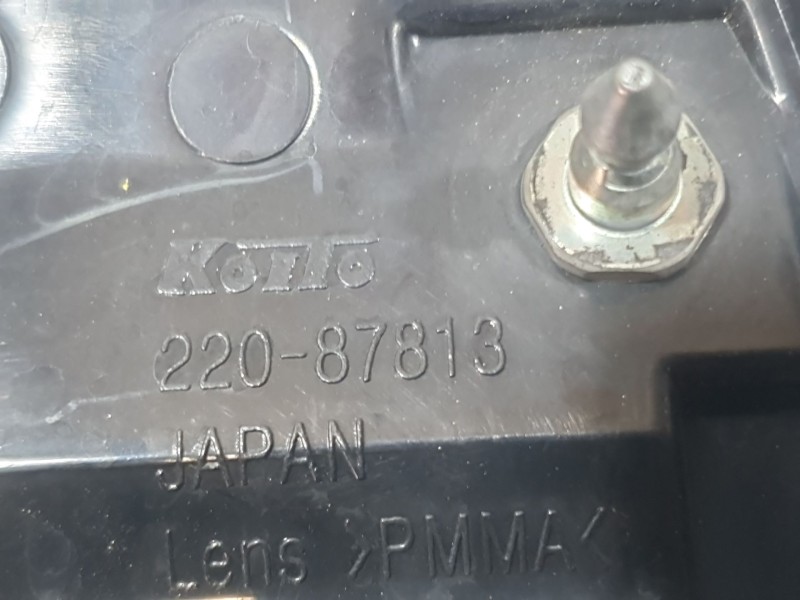 KOITO
220-87813
JAPAN
Lens >PMMA<